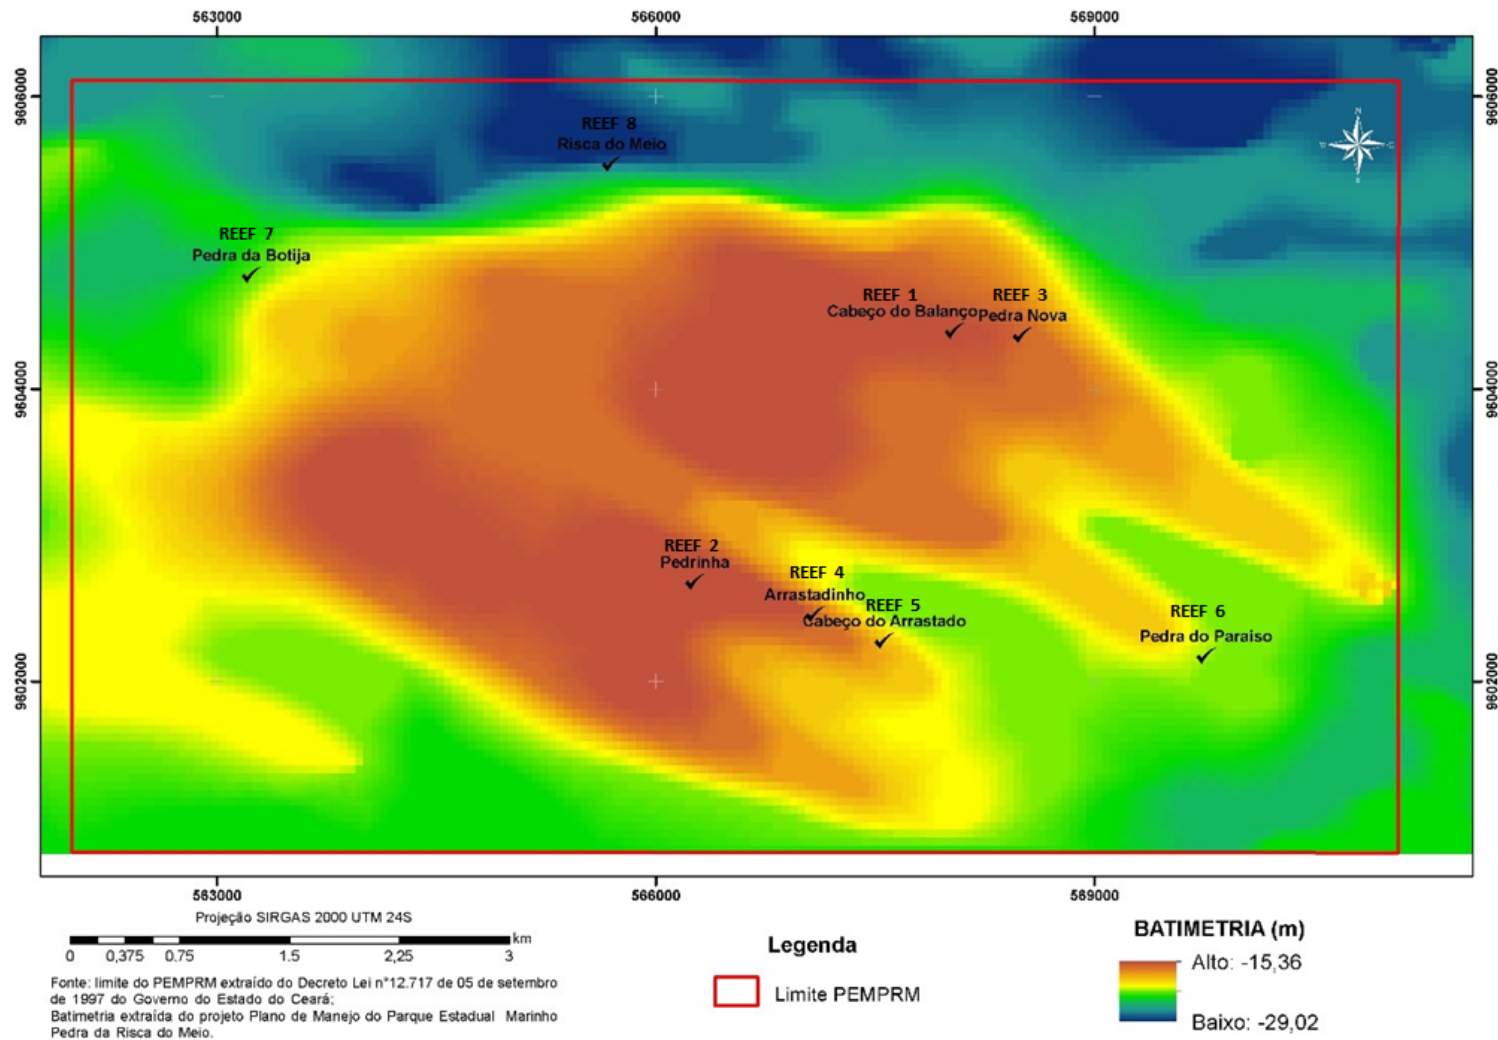 563000 566000 569000
9606000 9606000
N
W
REEF 8
Risca do Meio
REEF 7
Pedra da Botija
REEF 1 REEF 3
Cabeço do Balanço Pedra Nova
9604000 9604000
REEF 2
Pedrinha
REEF 4
Arrastadinho
REEF 5
Cabeço do Arrastado
REEF 6
Pedra do Paraiso
9602000 9602000
563000 566000 569000
Projeção SIRGAS 2000 UTM 24S
km
0 0,375 0.75 1.5 2,25 3
Fonte: limite do PEMPRM extraído do Decreto Lei n°12.717 de 05 de setembro
de 1997 do Governo do Estado do Ceará;
Batimetria extraída do projeto Plano de Manejo do Parque Estadual Marinho
Pedra da Risca do Meio.
Legenda
Limite PEMPRM
BATIMETRIA (m)
Alto: -15,36
Baixo: -29,02